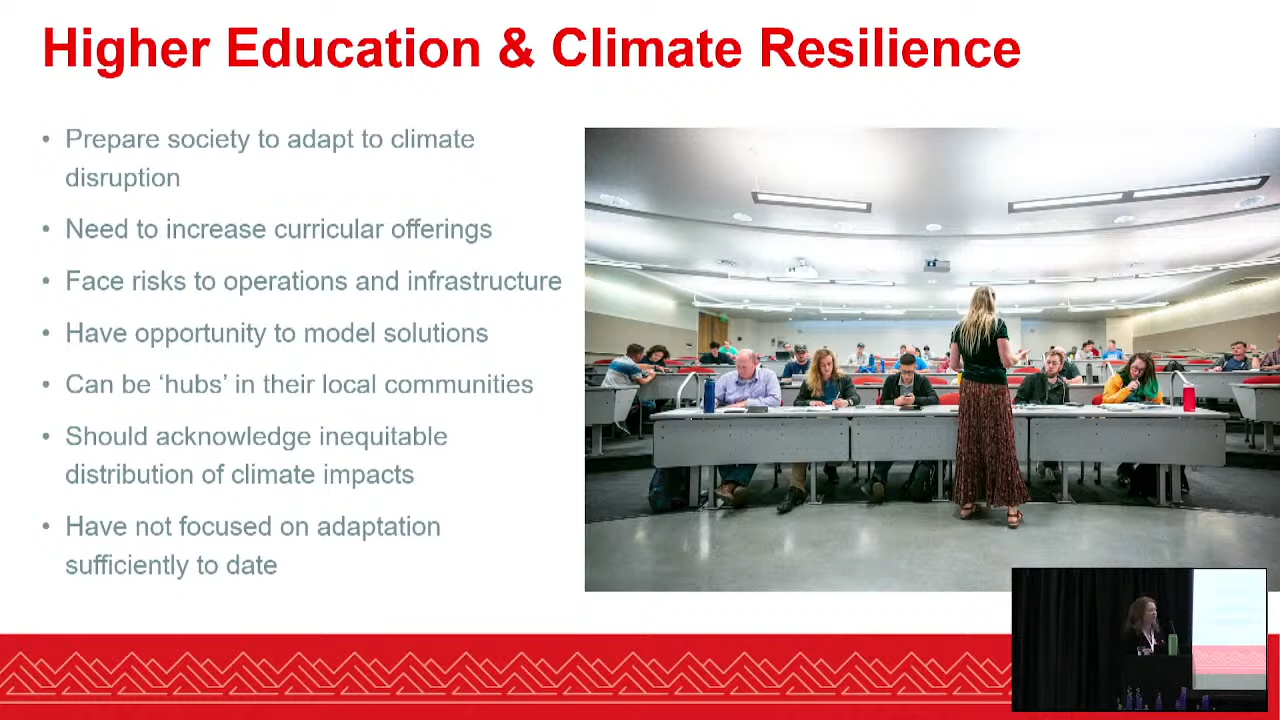 Higher Education & Climate Resilience
• Prepare society to adapt to climate
disruption
• Need to increase curricular offerings
• Face risks to operations and infrastructure
• Have opportunity to model solutions
• Can be ‘hubs’ in their local communities
• Should acknowledge inequitable
distribution of climate impacts
• Have not focused on adaptation
sufficiently to date